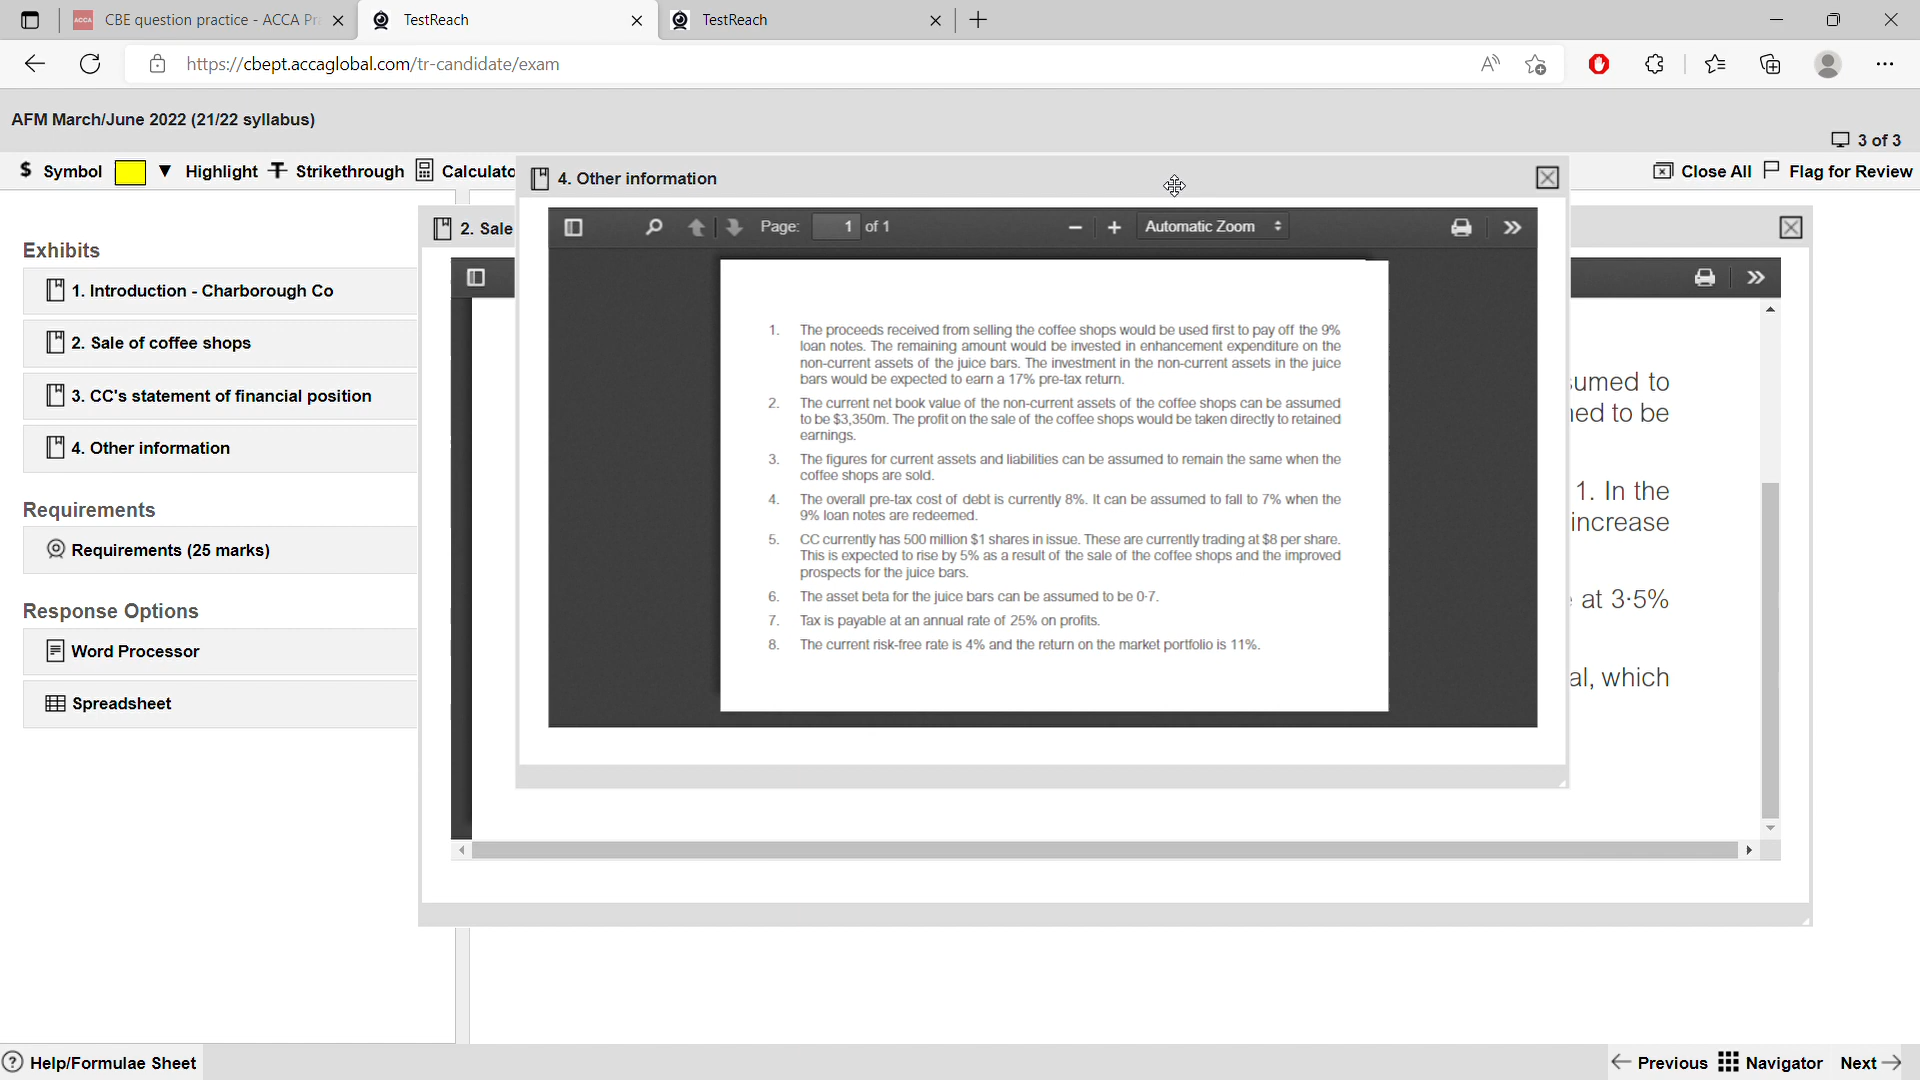 CBE question practice - ACCA Pr
TestReach
TestReach
https://cbept.accaglobal.com/tr-candidate/exam
AFM March/June 2022 (21/22 syllabus)
3 of 3
$ Symbol
Highlight
Strikethrough
Calculato
Close All
Flag for Review
4. Other information
2. Sale
Page: 1 of 1
Automatic Zoom
Exhibits
1. Introduction - Charborough Co
2. Sale of coffee shops
3. CC's statement of financial position
4. Other information
Requirements
Requirements (25 marks)
Response Options
Word Processor
Spreadsheet
1. The proceeds received from selling the coffee shops would be used first to pay off the 9%
loan notes. The remaining amount would be invested in enhancement expenditure on the
non-current assets of the juice bars. The investment in the non-current assets in the juice
bars would be expected to earn a 17% pre-tax return.
2. The current net book value of the non-current assets of the coffee shops can be assumed
to be $3,350m. The profit on the sale of the coffee shops would be taken directly to retained
earnings.
3. The figures for current assets and liabilities can be assumed to remain the same when the
coffee shops are sold.
4. The overall pre-tax cost of debt is currently 8%. It can be assumed to fall to 7% when the
9% loan notes are redeemed.
5. CC currently has 500 million $1 shares in issue. These are currently trading at $8 per share.
This is expected to rise by 5% as a result of the sale of the coffee shops and the improved
prospects for the juice bars.
6. The asset beta for the juice bars can be assumed to be 0·7.
7. Tax is payable at an annual rate of 25% on profits.
8. The current risk-free rate is 4% and the return on the market portfolio is 11%.
sumed to
ned to be
1. In the
increase
at 3·5%
al, which
Help/Formulae Sheet
Previous
Navigator
Next